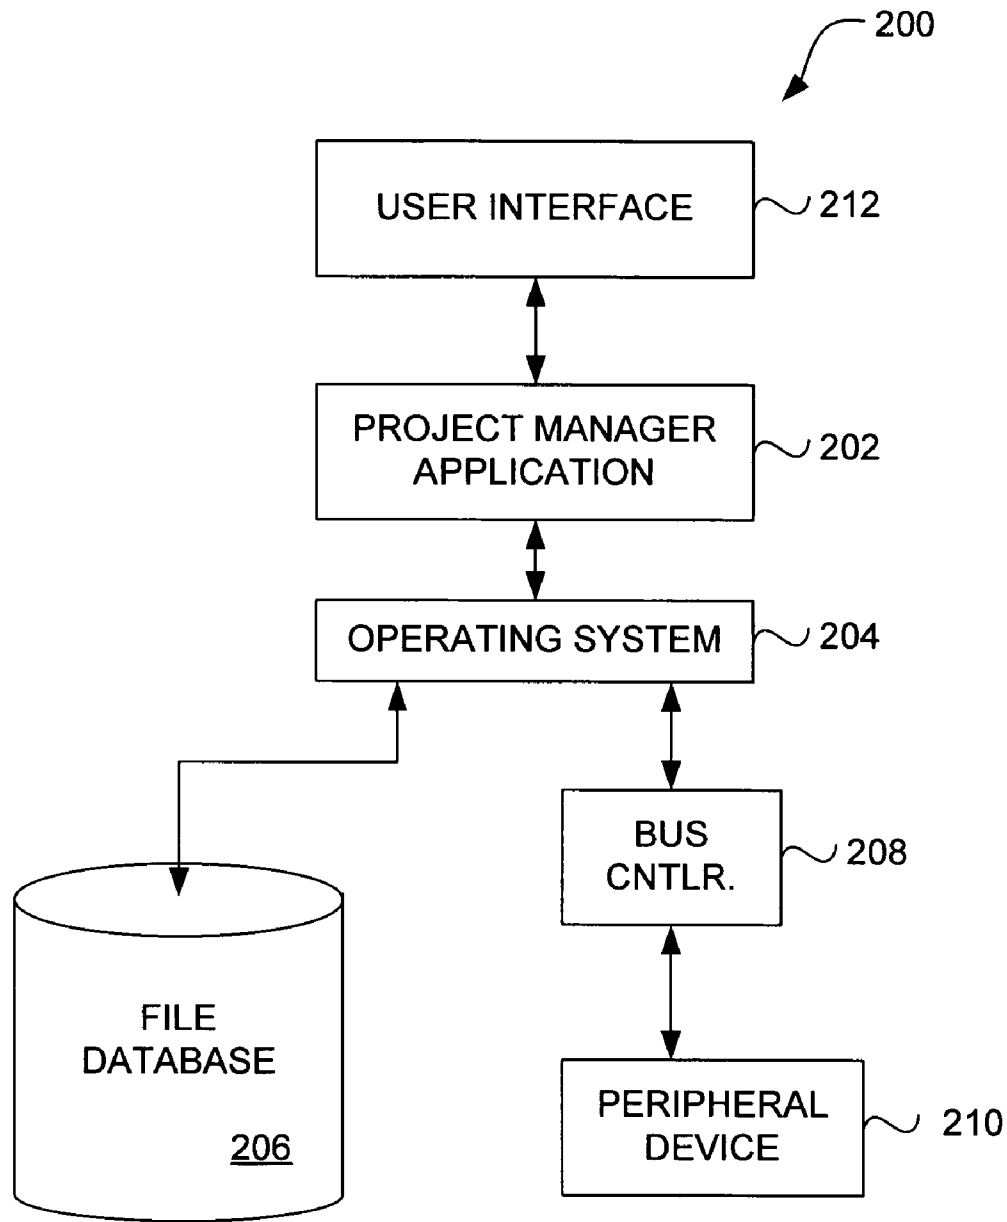 200
USER INTERFACE
212
PROJECT MANAGER
APPLICATION
202
OPERATING SYSTEM
204
BUS
CNTLR.
208
FILE
DATABASE
206
PERIPHERAL
DEVICE
210